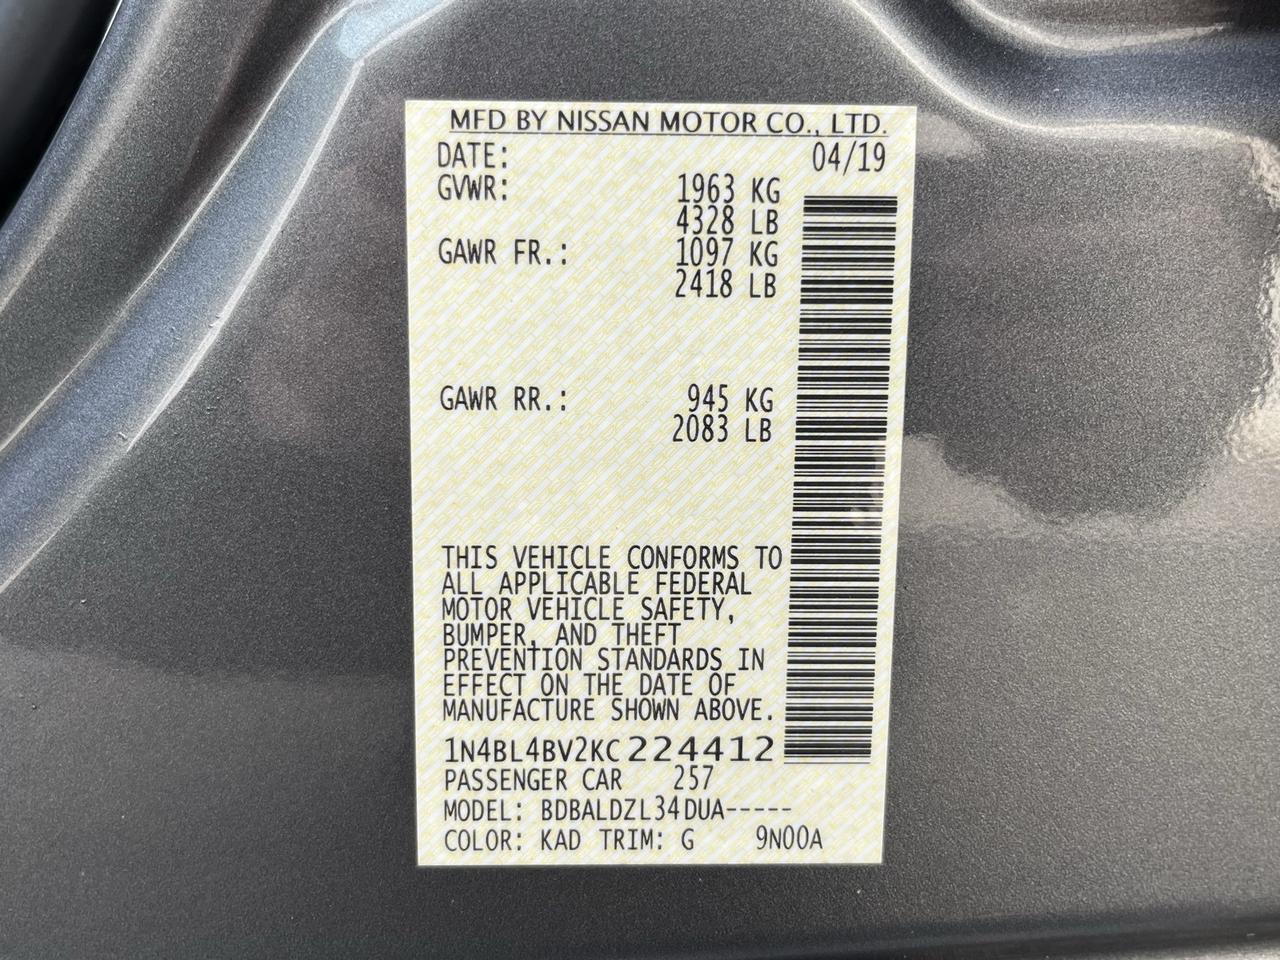 MFD BY NISSAN MOTOR CO., LTD.
DATE: 04/19
GVWR: 1963 KG
4328 LB
GAWR FR.: 1097 KG
2418 LB
GAWR RR.: 945 KG
2083 LB
THIS VEHICLE CONFORMS TO
ALL APPLICABLE FEDERAL
MOTOR VEHICLE SAFETY,
BUMPER, AND THEFT
PREVENTION STANDARDS IN
EFFECT ON THE DATE OF
MANUFACTURE SHOWN ABOVE.
1N4BL4BV2KC224412
PASSENGER CAR 257
MODEL: BDBALDZL34DUA-----
COLOR: KAD TRIM: G 9N00A